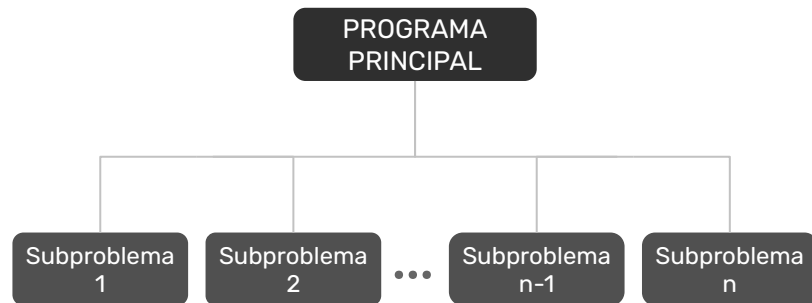 PROGRAMA
PRINCIPAL
Subproblema
1
Subproblema
2
...
Subproblema
n-1
Subproblema
n